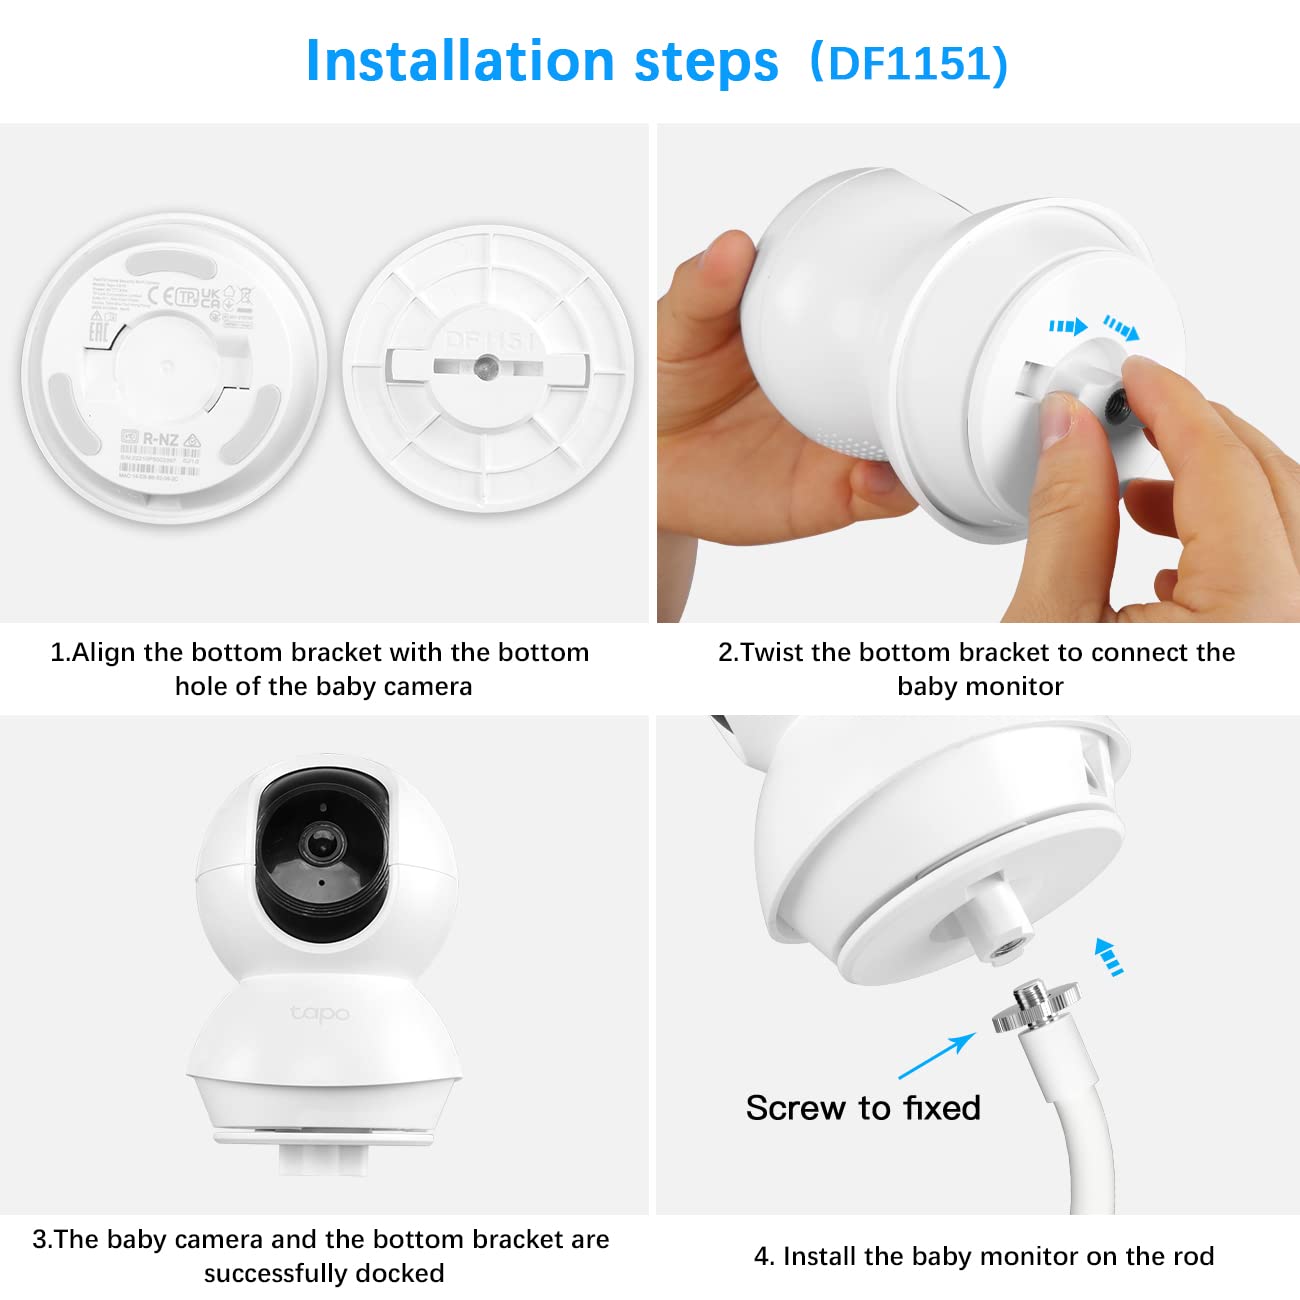 Installation steps (DF1151)
R-NZ
DF1151
1.Align the bottom bracket with the bottom
hole of the baby camera
2.Twist the bottom bracket to connect the
baby monitor
tapo
Screw to fixed
3.The baby camera and the bottom bracket are
successfully docked
4. Install the baby monitor on the rod